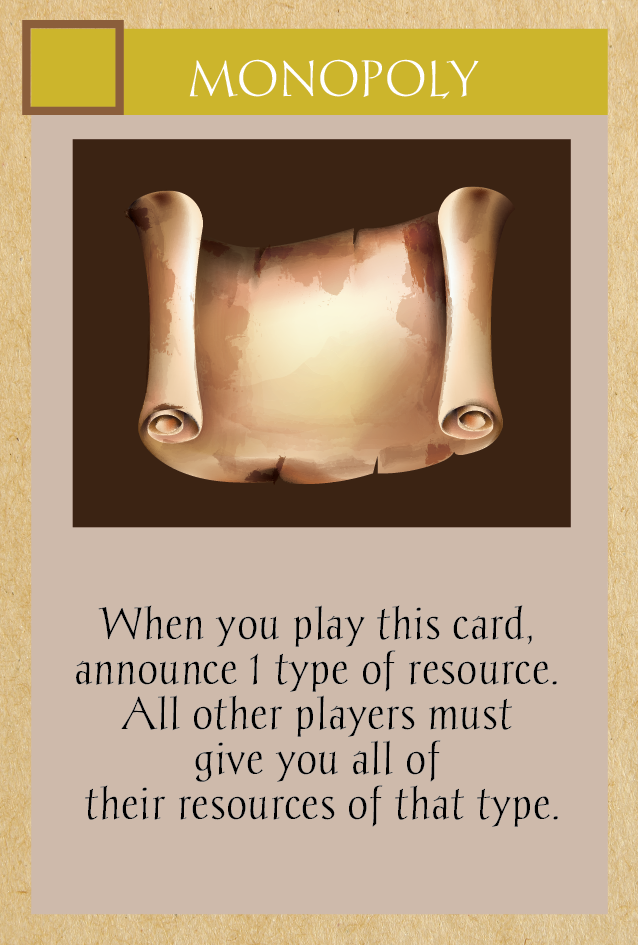 MONOPOLY
When you play this card,
announce 1 type of resource.
All other players must
give you all of
their resources of that type.